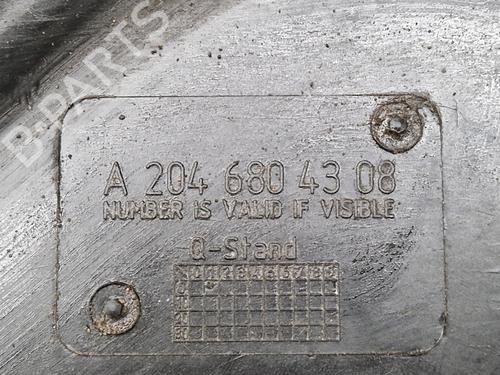 B-PARTS
A 204 680 43 08
NUMBER IS VALID IF VISIBLE
Q-Stand